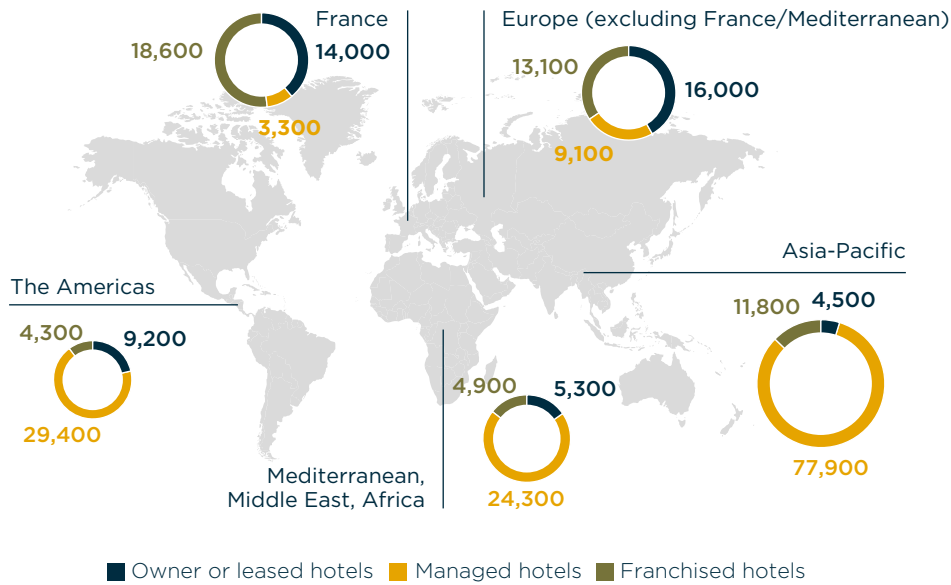 France
18,600
14,000
3,300
Europe (excluding France/Mediterranean)
13,100
16,000
9,100
The Americas
4,300
9,200
29,400
Asia-Pacific
11,800
4,500
77,900
Mediterranean,
Middle East, Africa
4,900
5,300
24,300
Owner or leased hotels
Managed hotels
Franchised hotels